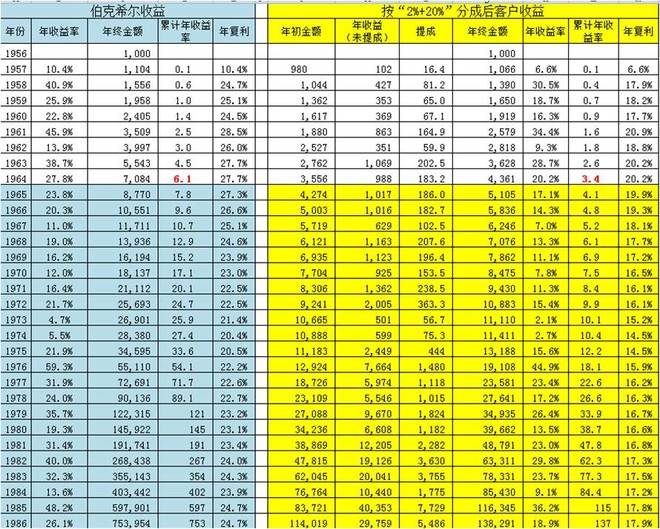 伯克希尔收益 按“2%+20%”分成后客户收益
年份 年收益率 年终金额 累计年收益率 年复利 年初金额 年收益(未提成) 提成 年终金额 年收益率 累计年收益率 年复利
1956 1,000 1,000
1957 10.4% 1,104 0.1 10.4% 980 102 16.4 1,066 6.6% 0.1 6.6%
1958 40.9% 1,556 0.6 24.7% 1,044 427 81.2 1,390 30.5% 0.4 17.9%
1959 25.9% 1,958 1.0 25.1% 1,362 353 65.0 1,650 18.7% 0.7 18.2%
1960 22.8% 2,405 1.4 24.5% 1,617 369 67.1 1,919 16.3% 0.9 17.7%
1961 45.9% 3,509 2.5 28.5% 1,880 863 164.9 2,579 34.4% 1.6 20.9%
1962 13.9% 3,997 3.0 26.0% 2,527 351 59.9 2,818 9.3% 1.8 18.8%
1963 38.7% 5,543 4.5 27.7% 2,762 1,069 202.5 3,628 28.7% 2.6 20.2%
1964 27.8% 7,084 6.1 27.7% 3,556 988 183.2 4,361 20.2% 3.4 20.2%
1965 23.8% 8,770 7.8 27.3% 4,274 1,017 186.0 5,105 17.1% 4.1 19.9%
1966 20.3% 10,551 9.6 26.6% 5,003 1,016 182.7 5,836 14.3% 4.8 19.3%
1967 11.0% 11,711 10.7 25.1% 5,719 629 102.5 6,246 7.0% 5.2 18.1%
1968 19.0% 13,936 12.9 24.6% 6,121 1,163 207.6 7,076 13.3% 6.1 17.7%
1969 16.2% 16,194 15.2 23.9% 6,935 1,123 196.4 7,862 11.1% 6.9 17.2%
1970 12.0% 18,137 17.1 23.0% 7,704 925 153.5 8,475 7.8% 7.5 16.5%
1971 16.4% 21,112 20.1 22.5% 8,306 1,362 238.5 9,430 11.3% 8.4 16.1%
1972 21.7% 25,693 24.7 22.5% 9,241 2,005 363.3 10,883 15.4% 9.9 16.1%
1973 4.7% 26,901 25.9 21.4% 10,665 501 56.7 11,110 2.1% 10.1 15.2%
1974 5.5% 28,380 27.4 20.4% 10,888 599 75.3 11,411 2.7% 10.4 14.5%
1975 21.9% 34,595 33.6 20.5% 11,183 2,449 444 13,188 15.6% 12.2 14.5%
1976 59.3% 55,110 54.1 22.2% 12,924 7,664 1,480 19,108 44.9% 18.1 15.9%
1977 31.9% 72,691 71.7 22.6% 18,726 5,974 1,118 23,581 23.4% 22.6 16.2%
1978 24.0% 90,136 89.1 22.7% 23,109 5,546 1,015 27,641 17.2% 26.6 16.3%
1979 35.7% 122,315 121 23.2% 27,088 9,670 1,824 34,935 26.4% 33.9 16.7%
1980 19.3% 145,922 145 23.1% 34,236 6,608 1,182 39,662 13.5% 38.7 16.6%
1981 31.4% 191,741 191 23.4% 38,869 12,205 2,282 48,791 23.0% 47.8 16.8%
1982 40.0% 268,438 267 24.0% 47,815 19,126 3,630 63,311 29.8% 62.3 17.3%
1983 32.3% 355,143 354 24.3% 62,045 20,041 3,755 78,331 23.7% 77.3 17.5%
1984 13.6% 403,442 402 23.9% 76,764 10,440 1,775 85,430 9.1% 84.4 17.2%
1985 48.2% 597,901 597 24.7% 83,721 40,353 7,729 116,345 36.2% 115 17.8%
1986 26.1% 753,954 753 24.7% 114,019 29,759 5,486 138,291 18.9% 137 17.9%